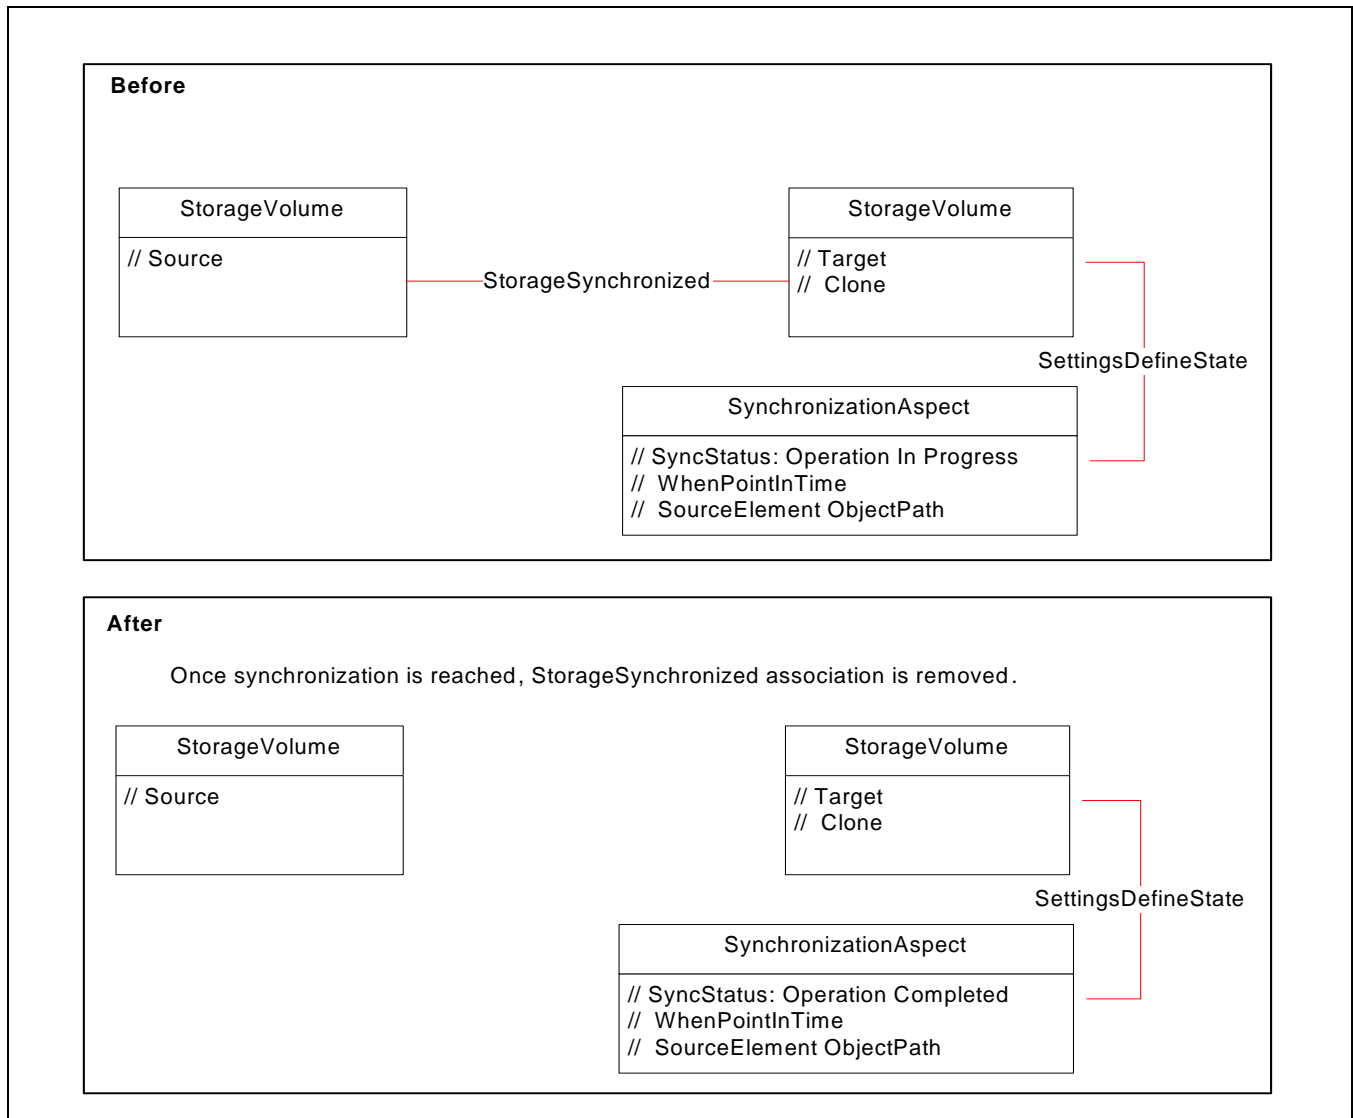 Before
StorageVolume
StorageVolume
// Source
// Target
StorageSynchronized
// Clone
SettingsDefineState
SynchronizationAspect
// SyncStatus: Operation In Progress
// WhenPointInTime
// SourceElement ObjectPath
After
Once synchronization is reached, StorageSynchronized association is removed.
StorageVolume
StorageVolume
// Source
// Target
// Clone
SettingsDefineState
SynchronizationAspect
// SyncStatus: Operation Completed
// WhenPointInTime
// SourceElement ObjectPath